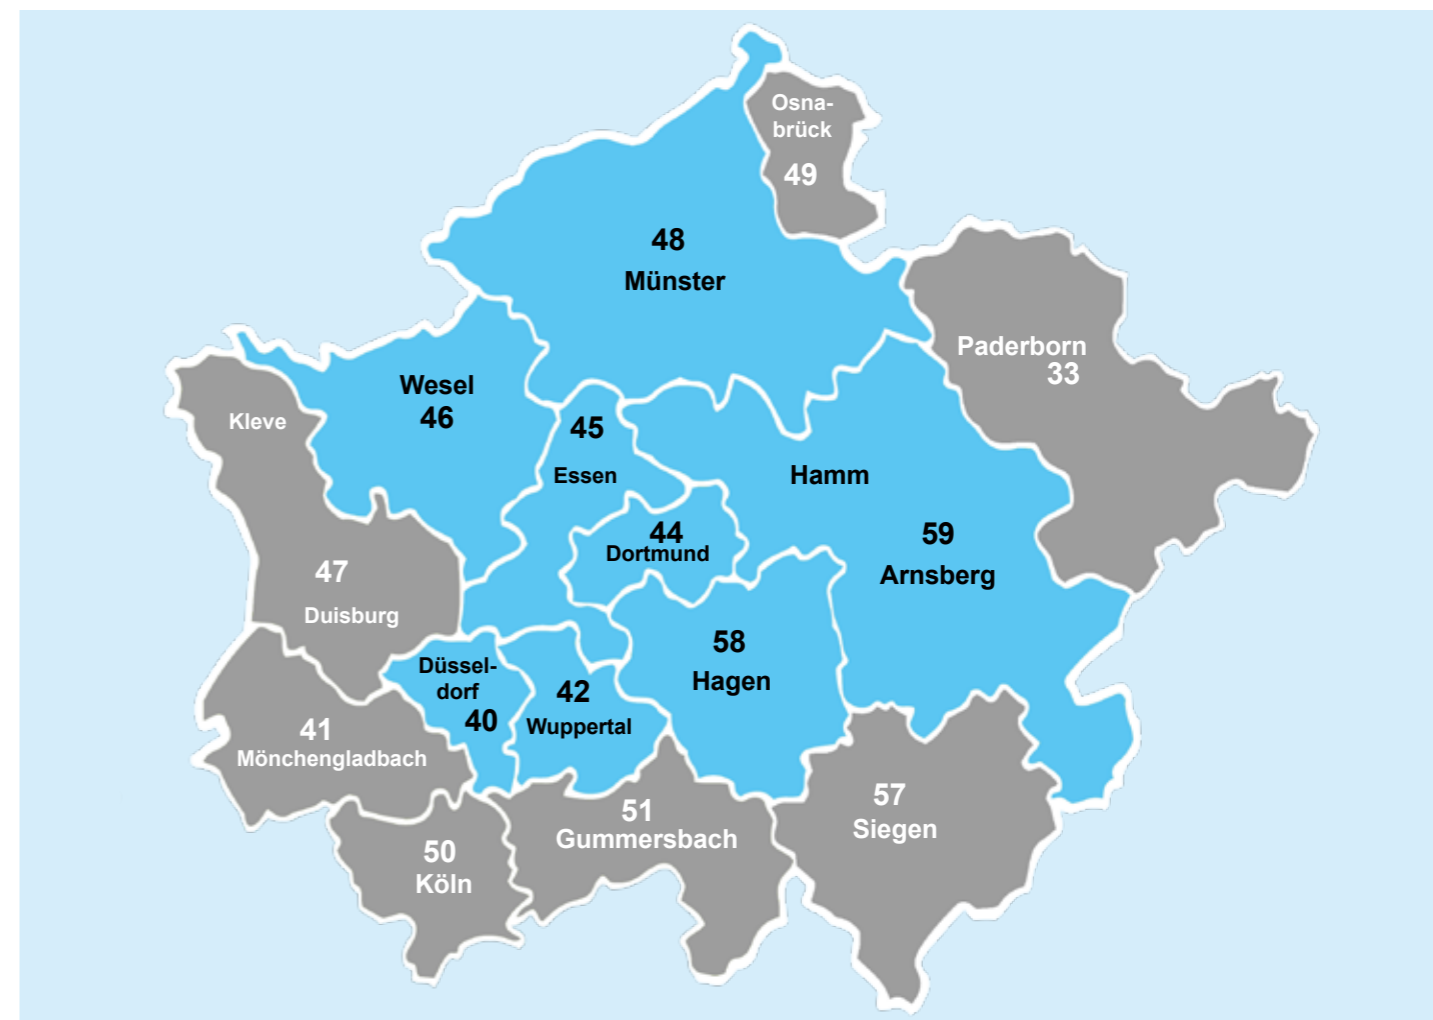 Osna-
brück
49
48
Münster
Paderborn
33
Wesel
46
Kleve
45
Essen
Hamm
44
Dortmund
59
Arnsberg
47
Duisburg
58
Hagen
Düssel-
dorf
40
42
Wuppertal
41
Mönchengladbach
57
Siegen
51
Gummersbach
50
Köln